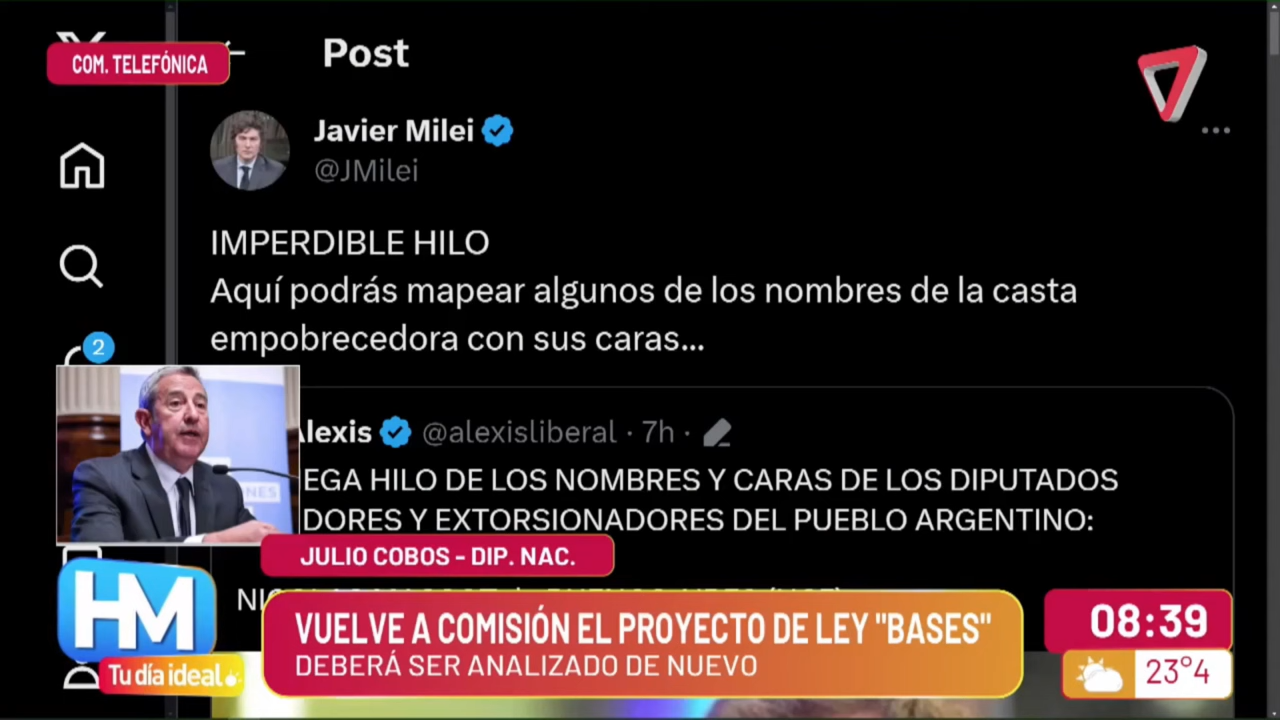 COM. TELEFÓNICA
Post
Javier Milei
@JMilei
IMPERDIBLE HILO
Aquí podrás mapear algunos de los nombres de la casta
empobrecedora con sus caras...
2
Alexis @alexisliberal · 7h ·
EGA HILO DE LOS NOMBRES Y CARAS DE LOS DIPUTADOS
DORES Y EXTORSIONADORES DEL PUEBLO ARGENTINO:
JULIO COBOS - DIP. NAC.
HM
Tu día ideal
VUELVE A COMISIÓN EL PROYECTO DE LEY "BASES"
DEBERÁ SER ANALIZADO DE NUEVO
08:39
23°4